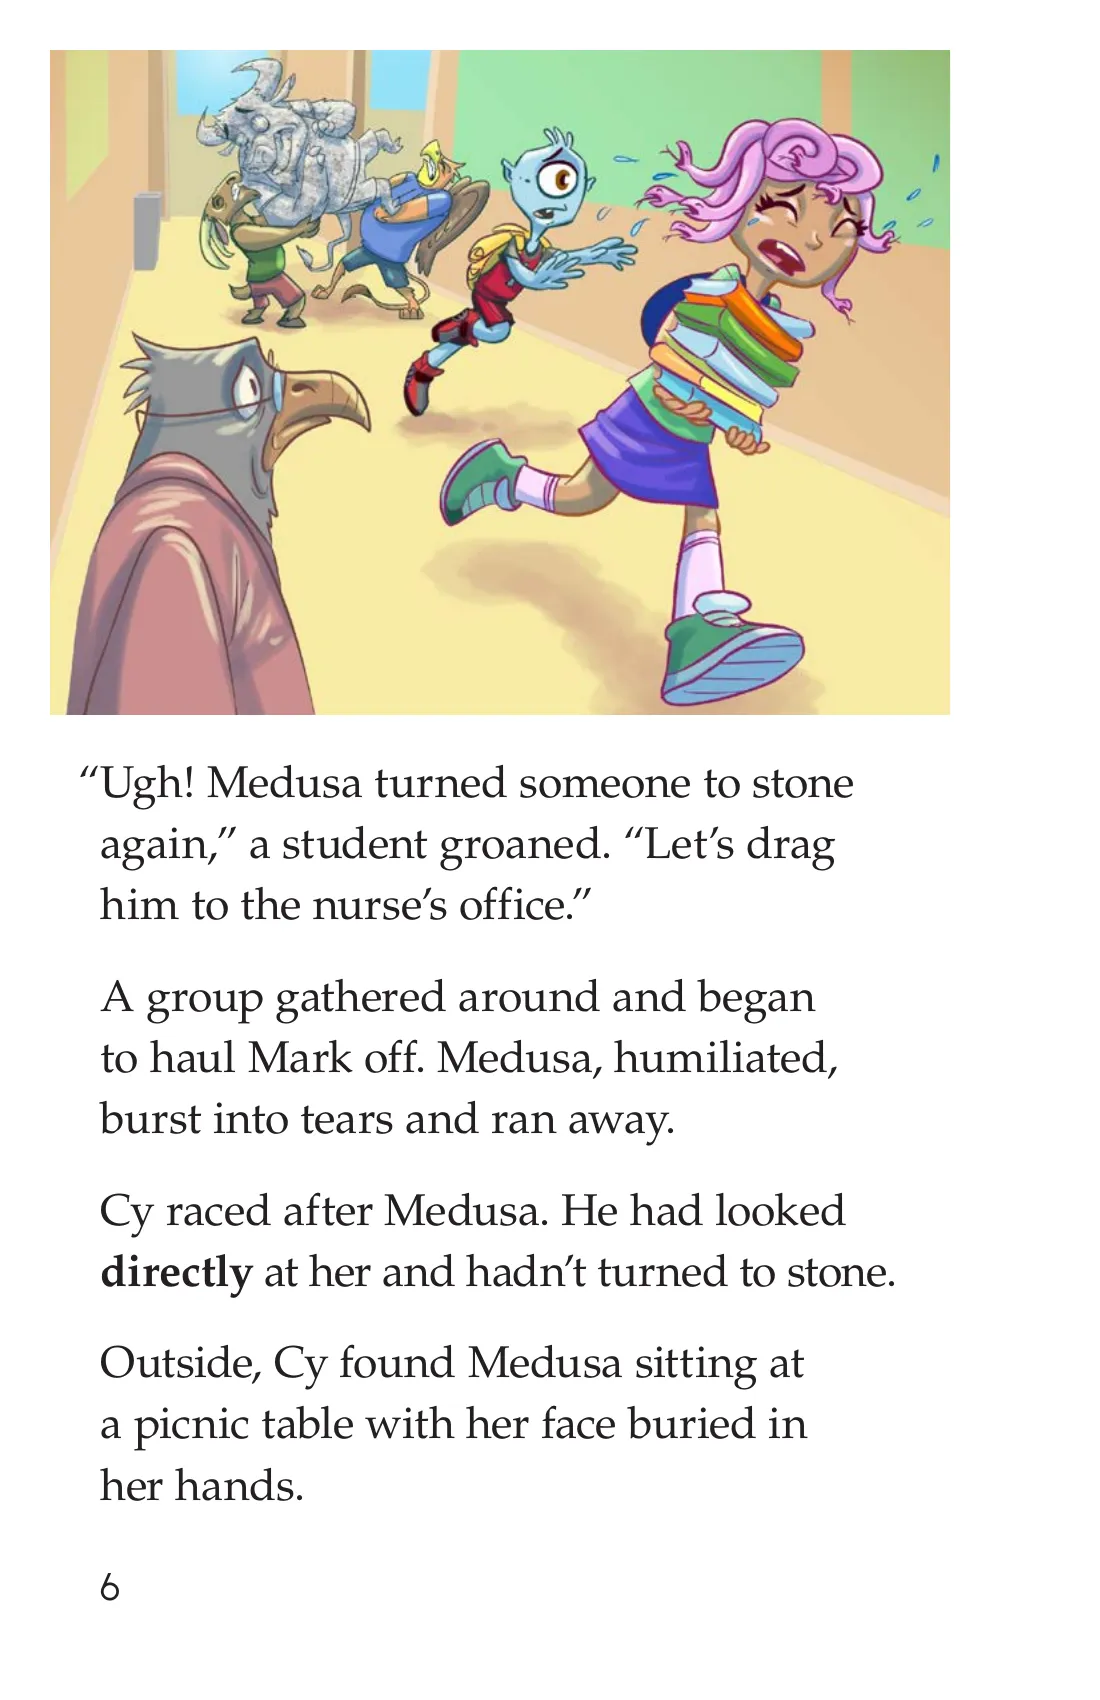 “Ugh! Medusa turned someone to stone
again,” a student groaned. “Let’s drag
him to the nurse’s office.”
A group gathered around and began
to haul Mark off. Medusa, humiliated,
burst into tears and ran away.
Cy raced after Medusa. He had looked
directly at her and hadn’t turned to stone.
Outside, Cy found Medusa sitting at
a picnic table with her face buried in
her hands.
6